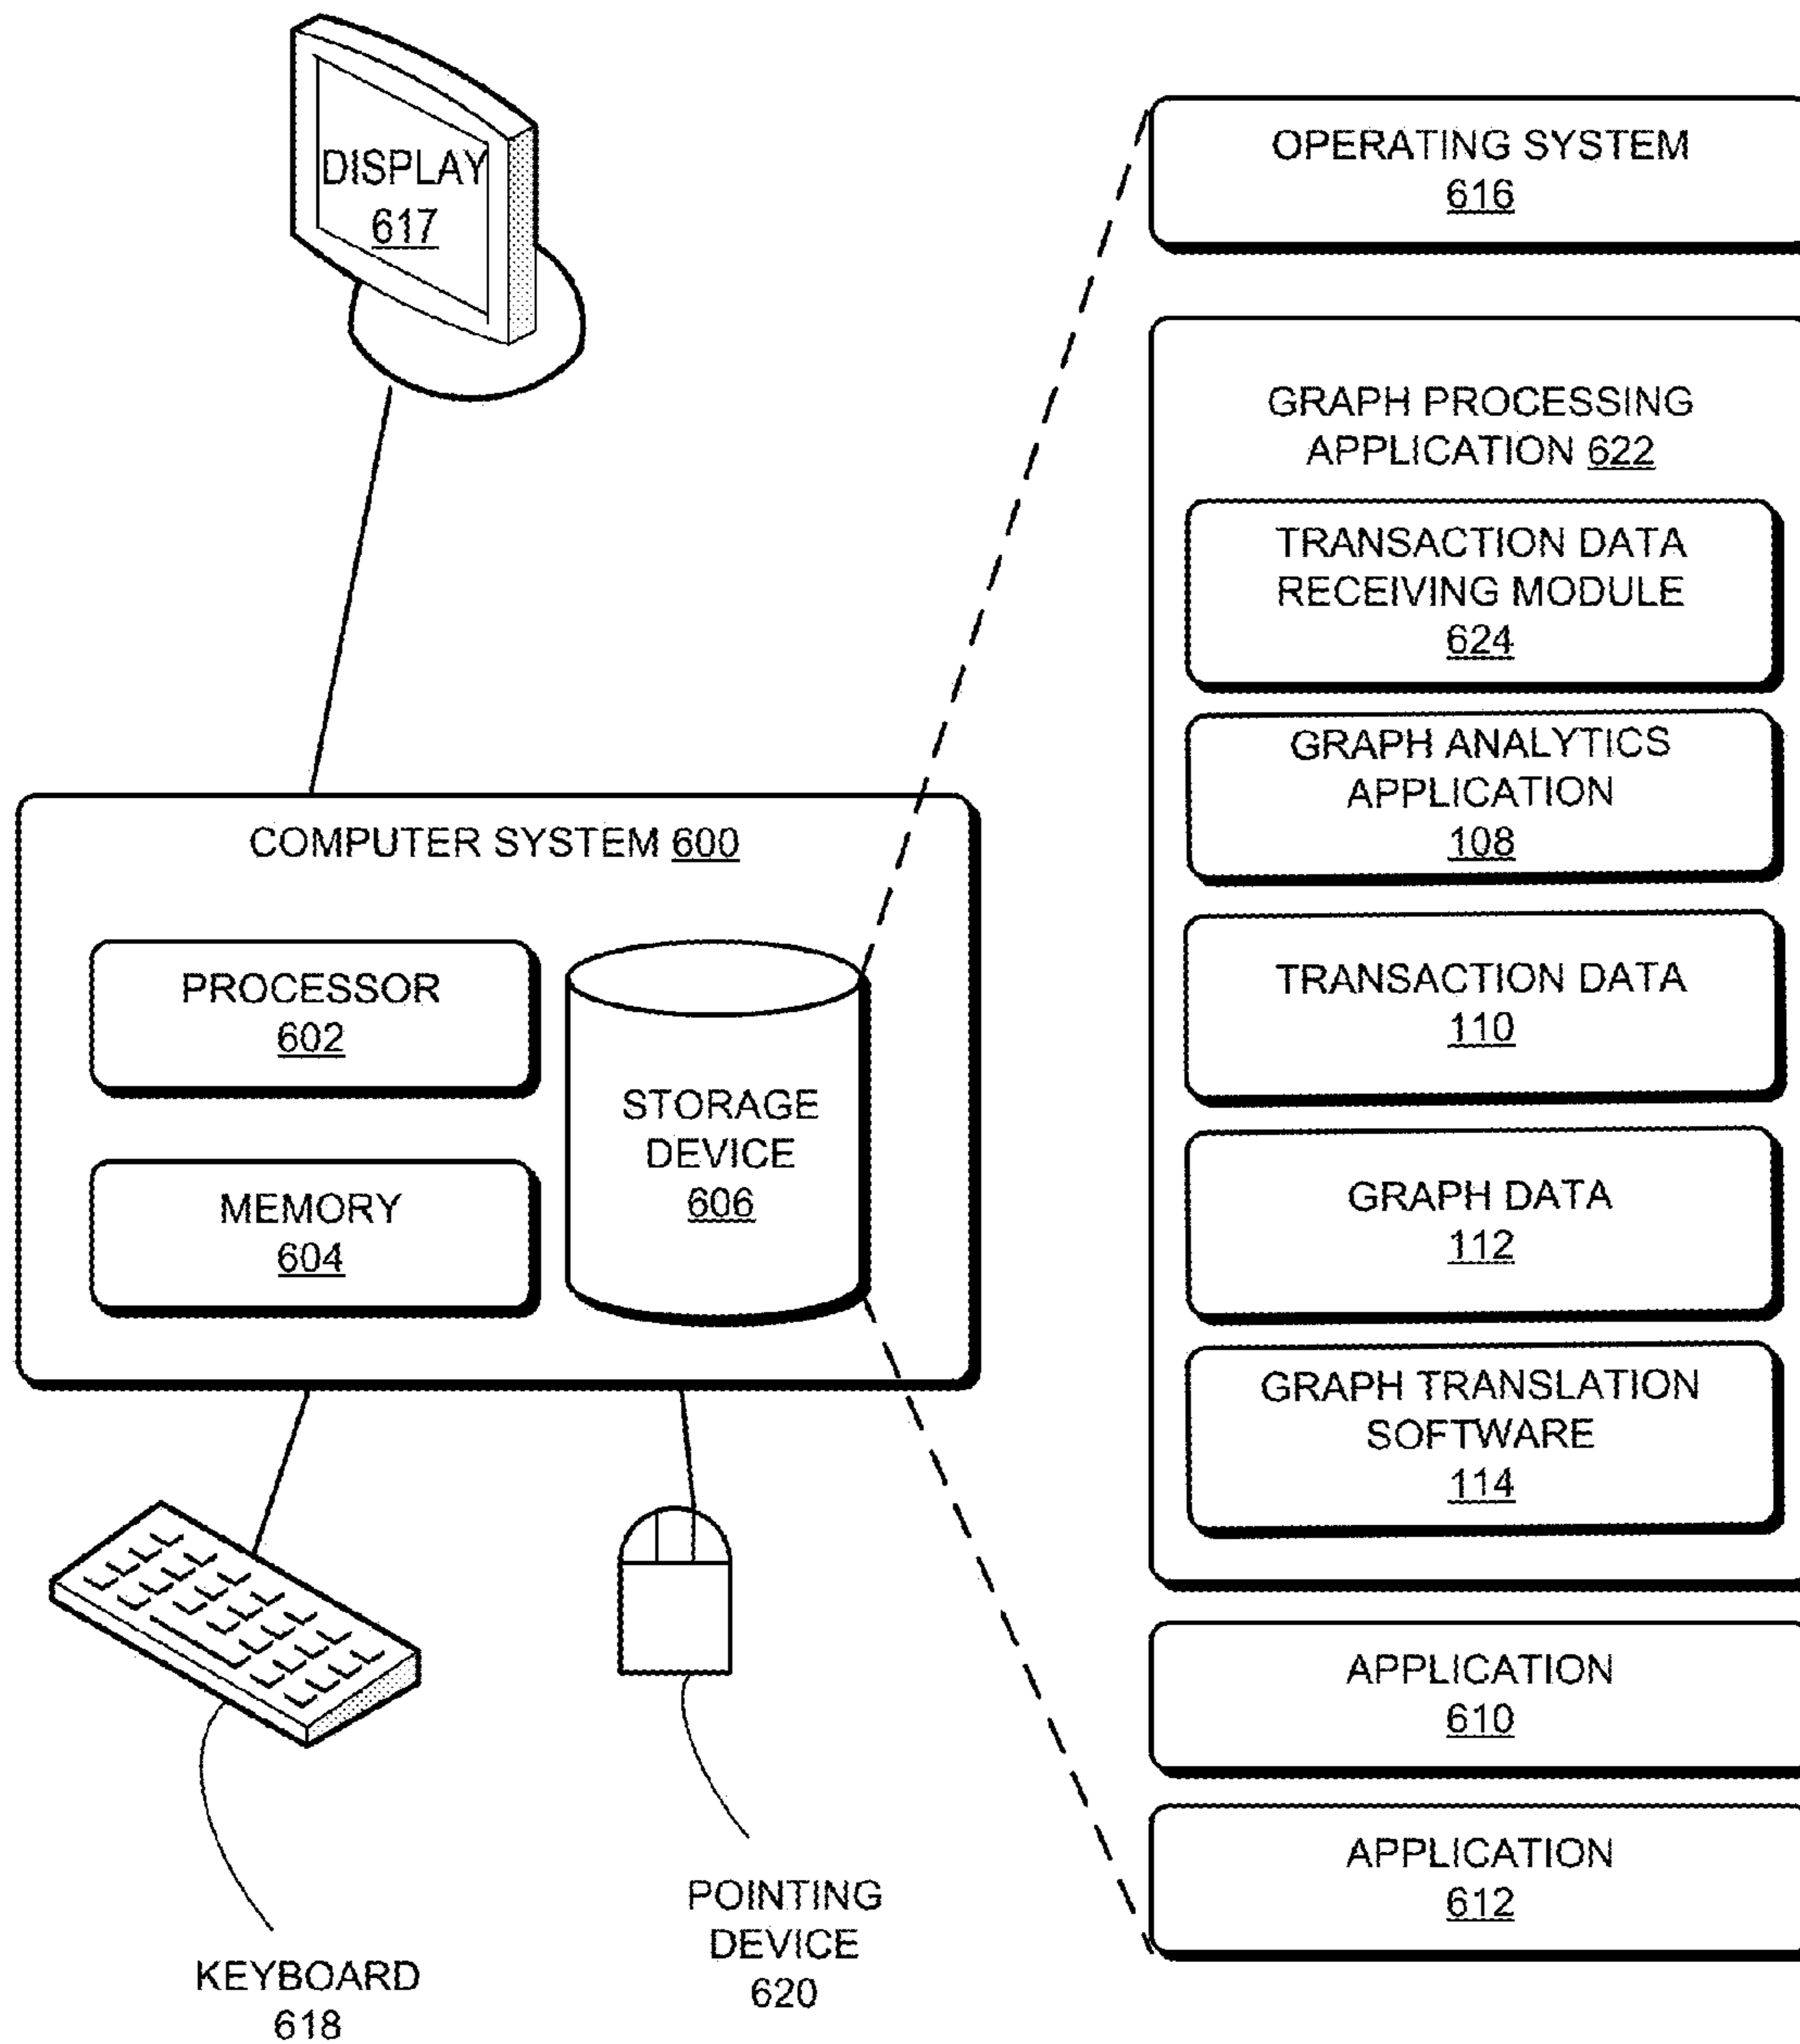 DISPLAY
617
COMPUTER SYSTEM 600
PROCESSOR
602
MEMORY
604
STORAGE
DEVICE
606
KEYBOARD
618
POINTING
DEVICE
620
OPERATING SYSTEM
616
GRAPH PROCESSING
APPLICATION 622
TRANSACTION DATA
RECEIVING MODULE
624
GRAPH ANALYTICS
APPLICATION
108
TRANSACTION DATA
110
GRAPH DATA
112
GRAPH TRANSLATION
SOFTWARE
114
APPLICATION
610
APPLICATION
612